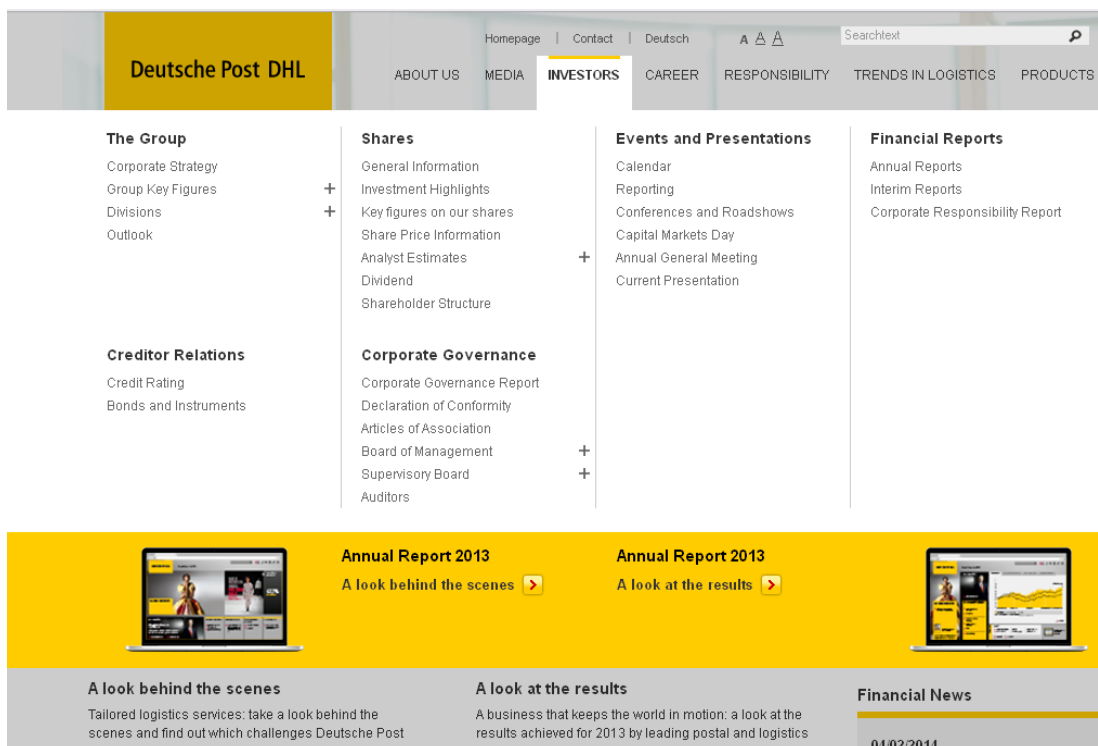 Homepage | Contact | Deutsch A A A Searchtext
Deutsche Post DHL
ABOUT US MEDIA INVESTORS CAREER RESPONSIBILITY TRENDS IN LOGISTICS PRODUCTS
The Group
Corporate Strategy
Group Key Figures +
Divisions +
Outlook
Shares
General Information
Investment Highlights
Key figures on our shares
Share Price Information
Analyst Estimates +
Dividend
Shareholder Structure
Events and Presentations
Calendar
Reporting
Conferences and Roadshows
Capital Markets Day
Annual General Meeting
Current Presentation
Financial Reports
Annual Reports
Interim Reports
Corporate Responsibility Report
Creditor Relations
Credit Rating
Bonds and Instruments
Corporate Governance
Corporate Governance Report
Declaration of Conformity
Articles of Association
Board of Management +
Supervisory Board +
Auditors
Annual Report 2013
A look behind the scenes
Annual Report 2013
A look at the results
A look behind the scenes
Tailored logistics services: take a look behind the
scenes and find out which challenges Deutsche Post
A look at the results
A business that keeps the world in motion: a look at the
results achieved for 2013 by leading postal and logistics
Financial News
04/02/2014